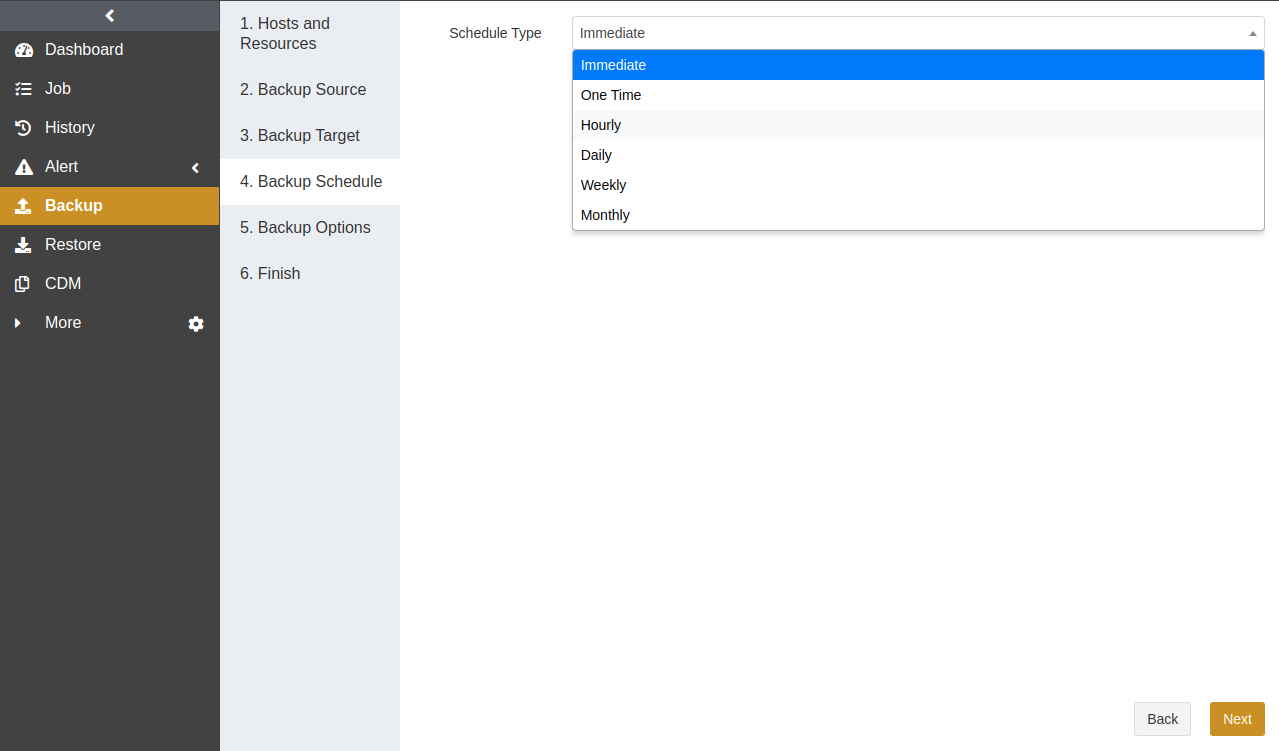 Dashboard
Job
History
Alert
Backup
Restore
CDM
More
1. Hosts and
Resources
2. Backup Source
3. Backup Target
4. Backup Schedule
5. Backup Options
6. Finish
Schedule Type
Immediate
Immediate
One Time
Hourly
Daily
Weekly
Monthly
Back
Next